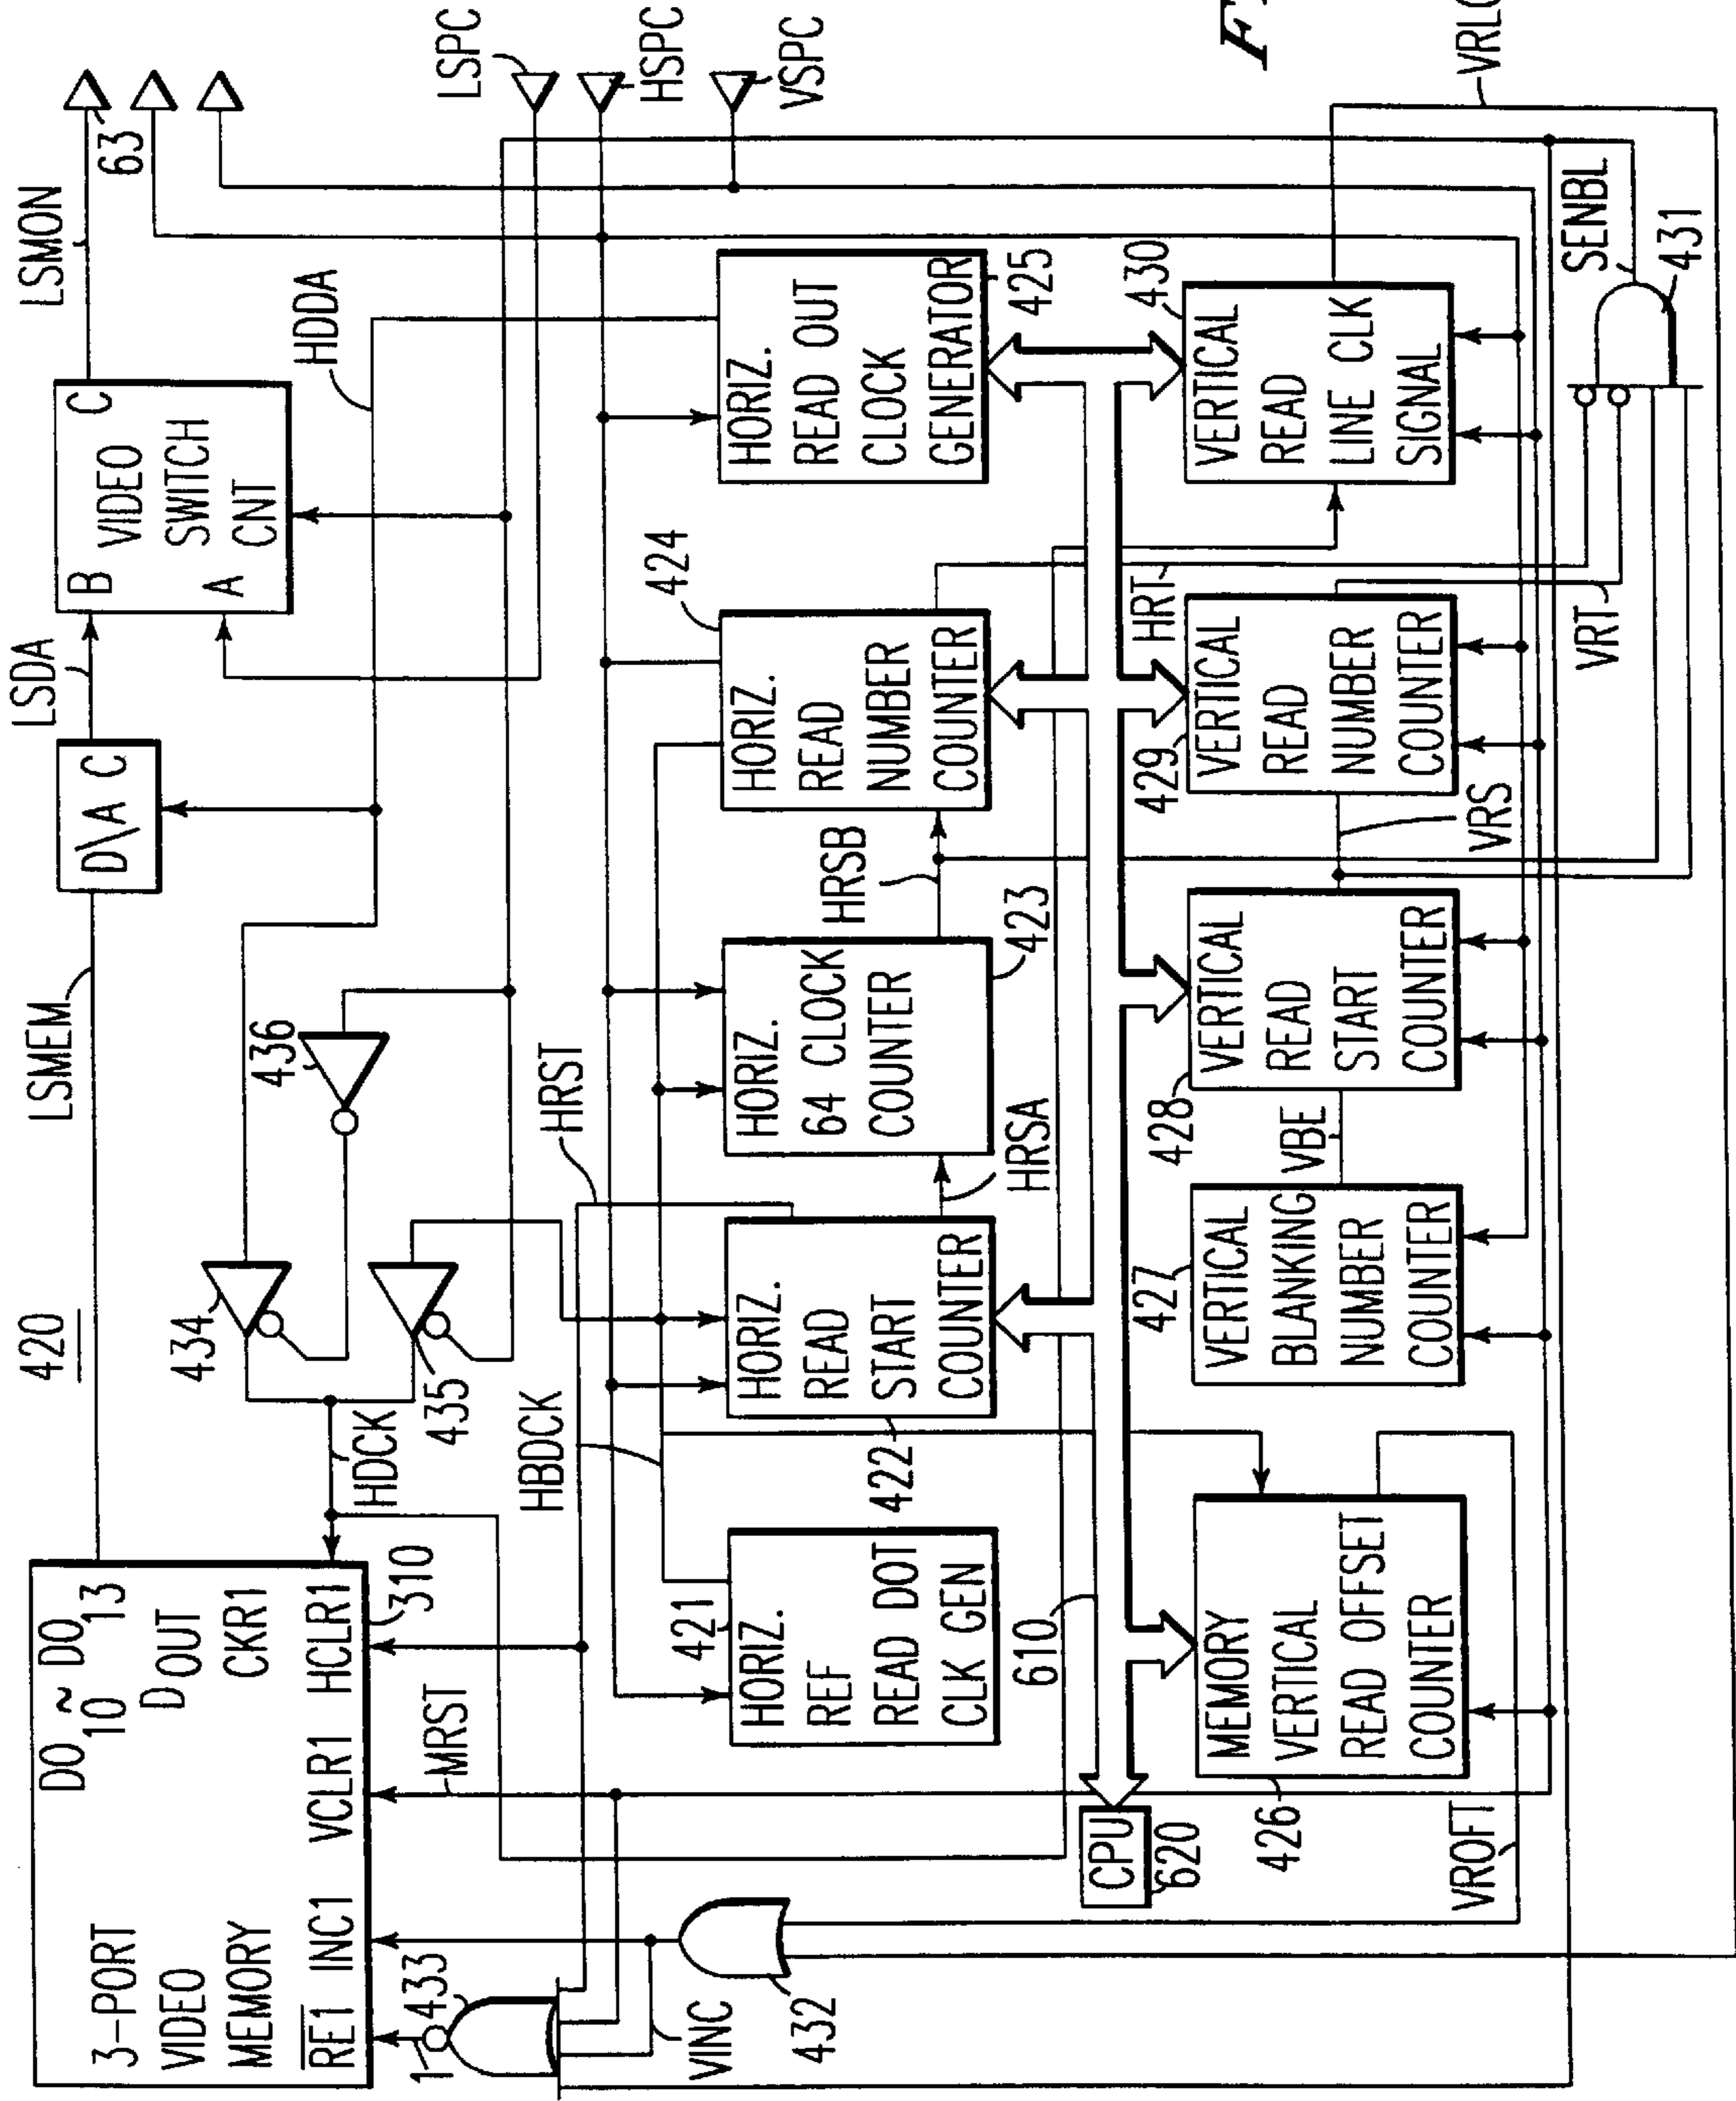 420
3-PORT
VIDEO
MEMORY
DO10 ~ DO13
DOUT
CKR1
RE1 INC1 VCLR1 HCLR1
310
LSMEM
D\A C
LSDA
B C
VIDEO
SWITCH
A CNT
LSMON
63
HDDA
LSPC
HSPC
VSPC
434
435
436
HDCK
1
433
MRST
VINC
432
HBDCK
HRST
421
HORIZ.
REF
READ DOT
CLK GEN
422
HORIZ.
READ
START
COUNTER
HRSA
HORIZ.
64 CLOCK
COUNTER
423
HRSB
424
HORIZ.
READ
NUMBER
COUNTER
HORIZ.
READ OUT
CLOCK
GENERATOR
425
610
CPU
620
MEMORY
VERTICAL
READ OFFSET
COUNTER
426
VROFT
427
VERTICAL
BLANKING
NUMBER
COUNTER
VBE
428
VERTICAL
READ
START
COUNTER
VRS
429
VERTICAL
READ
NUMBER
COUNTER
HRT
VRT
430
VERTICAL
READ
LINE CLK
SIGNAL
SENBL
431